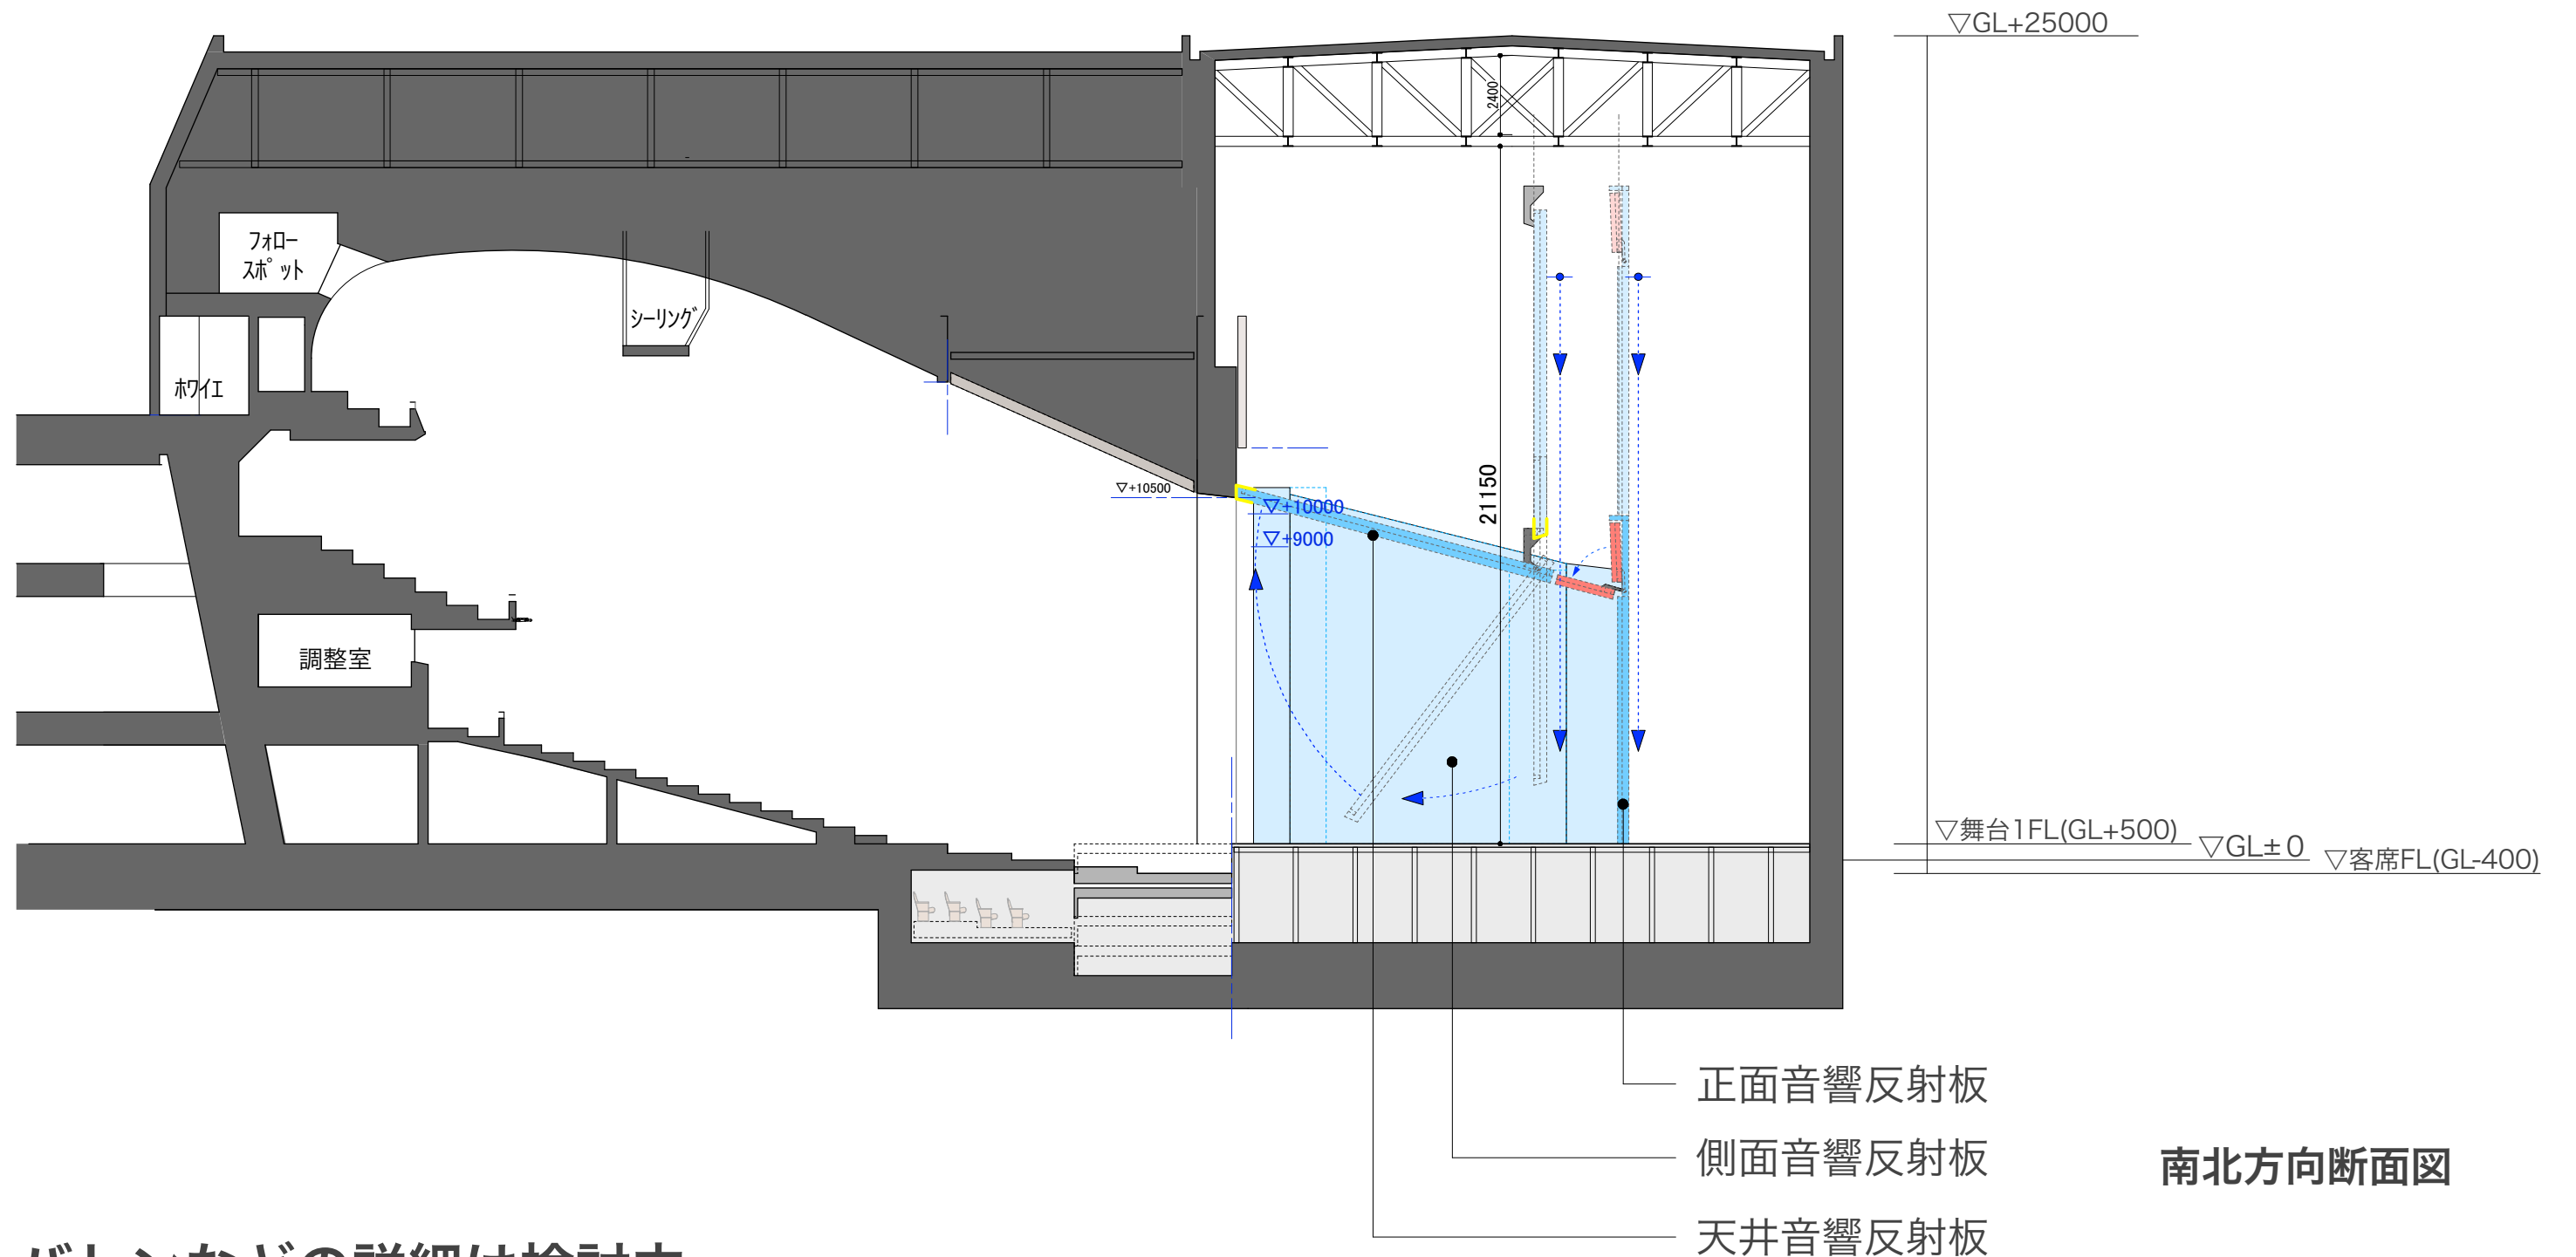 ▽GL+25000
2400
フォロー
スポット
シーリング
ホワイエ
▽+10500
▽+10000
▽+9000
21150
調整室
▽舞台1FL(GL+500)
▽GL±0
▽客席FL(GL-400)
正面音響反射板
側面音響反射板
南北方向断面図
天井音響反射板